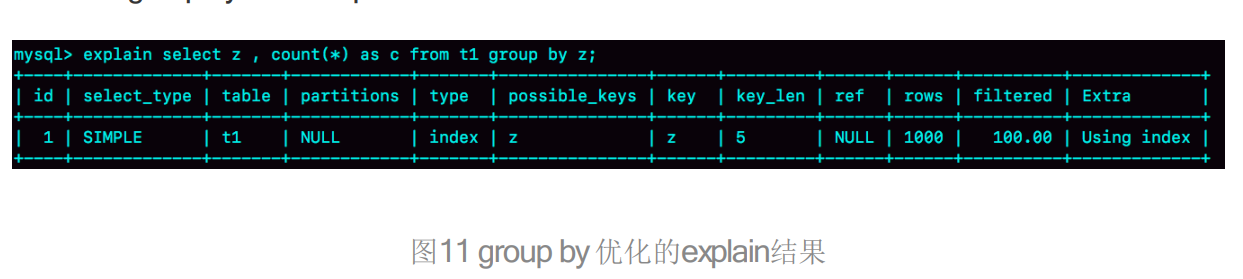 mysql> explain select z , count(*) as c from t1 group by z;
+----+-------------+-------+------------+-------+---------------+------+---------+------+------+----------+-------------+
| id | select_type | table | partitions | type | possible_keys | key | key_len | ref | rows | filtered | Extra |
+----+-------------+-------+------------+-------+---------------+------+---------+------+------+----------+-------------+
| 1 | SIMPLE | t1 | NULL | index | z | z | 5 | NULL | 1000 | 100.00 | Using index |
+----+-------------+-------+------------+-------+---------------+------+---------+------+------+----------+-------------+
图11 group by 优化的explain结果